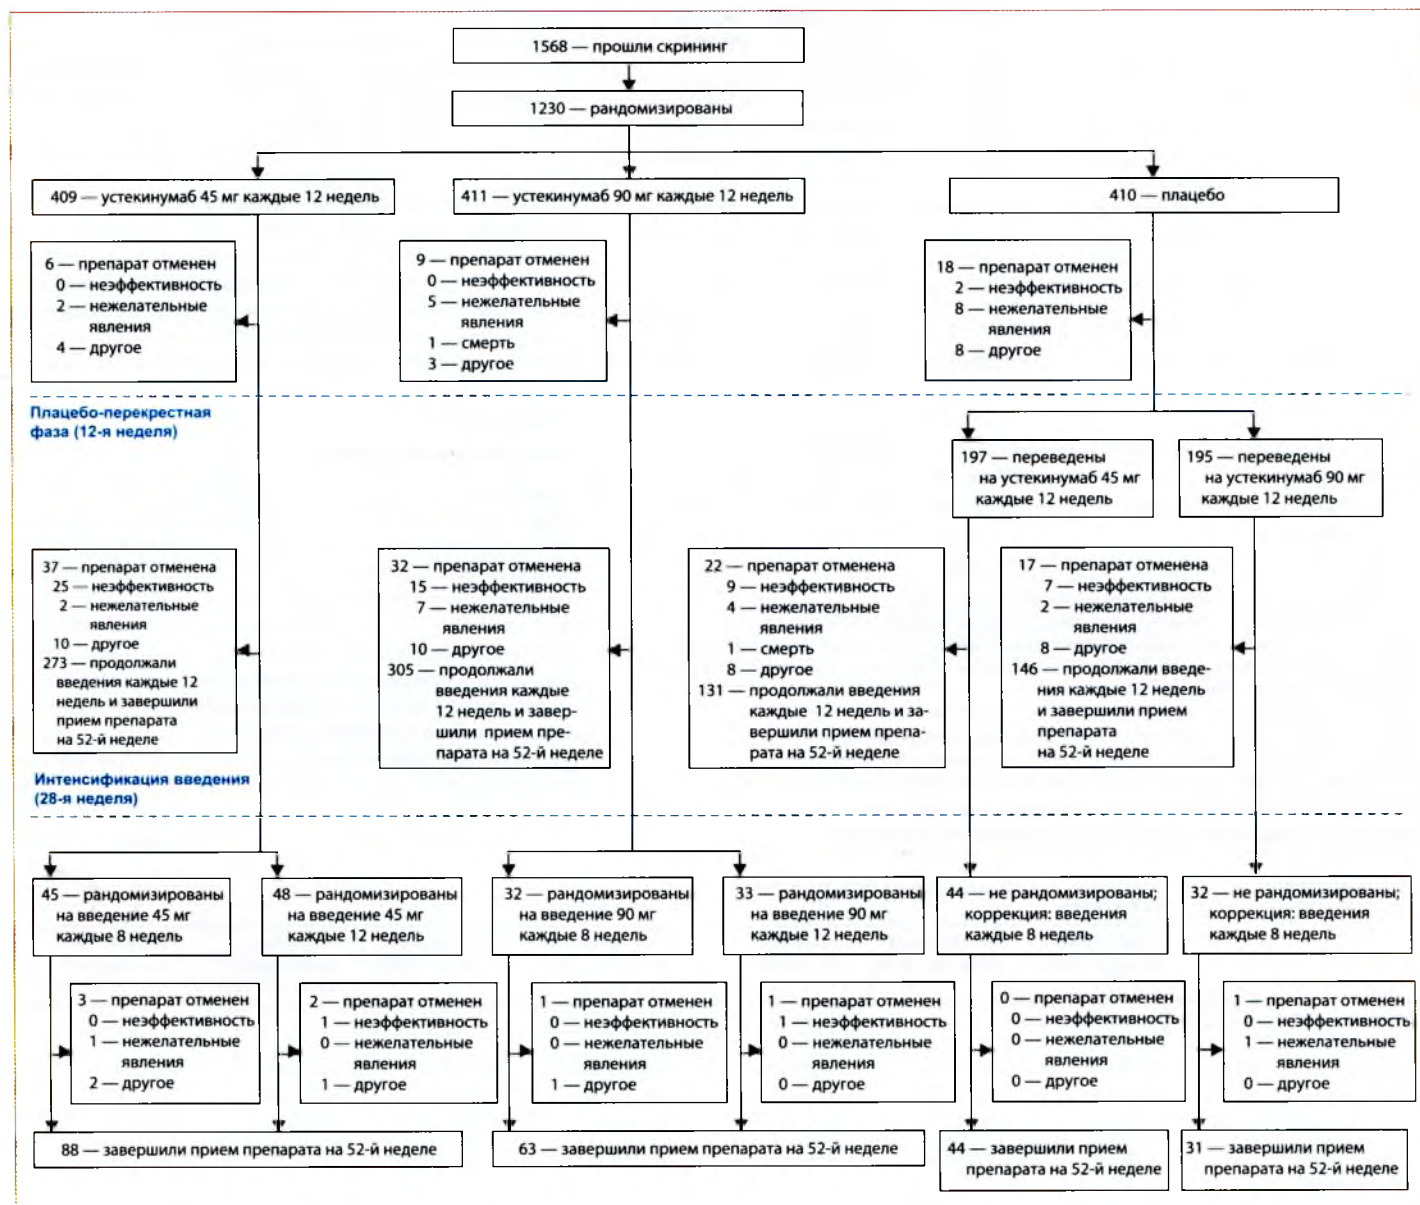 1568 — прошли скрининг
1230 — рандомизированы
409 — устекинумаб 45 мг каждые 12 недель
411 — устекинумаб 90 мг каждые 12 недель
410 — плацебо
6 — препарат отменен
0 — неэффективность
2 — нежелательные
явления
4 — другое
9 — препарат отменен
0 — неэффективность
5 — нежелательные
явления
1 — смерть
3 — другое
18 — препарат отменен
2 — неэффективность
8 — нежелательные
явления
8 — другое
Плацебо-перекрестная
фаза (12-я неделя)
197 — переведены
на устекинумаб 45 мг
каждые 12 недель
195 — переведены
на устекинумаб 90 мг
каждые 12 недель
37 — препарат отменена
25 — неэффективность
2 — нежелательные
явления
10 — другое
273 — продолжали
введения каждые 12
недель и завершили
прием препарата
на 52-й неделе
32 — препарат отменена
15 — неэффективность
7 — нежелательные
явления
10 — другое
305 — продолжали
введения каждые
12 недель и завер-
шили прием пре-
парата на 52-й неделе
22 — препарат отменена
9 — неэффективность
4 — нежелательные
явления
1 — смерть
8 — другое
131 — продолжали введения
каждые 12 недель и за-
вершили прием препа-
рата на 52-й неделе
17 — препарат отменена
7 — неэффективность
2 — нежелательные
явления
8 — другое
146 — продолжали введе-
ния каждые 12 недель
и завершили прием
препарата
на 52-й неделе
Интенсификация введения
(28-я неделя)
45 — рандомизированы
на введение 45 мг
каждые 8 недель
48 — рандомизированы
на введение 45 мг
каждые 12 недель
32 — рандомизированы
на введение 90 мг
каждые 8 недель
33 — рандомизированы
на введение 90 мг
каждые 12 недель
44 — не рандомизированы;
коррекция: введения
каждые 8 недель
32 — не рандомизированы;
коррекция: введения
каждые 8 недель
3 — препарат отменен
0 — неэффективность
1 — нежелательные
явления
2 — другое
2 — препарат отменен
1 — неэффективность
0 — нежелательные
явления
1 — другое
1 — препарат отменен
0 — неэффективность
0 — нежелательные
явления
1 — другое
1 — препарат отменен
1 — неэффективность
0 — нежелательные
явления
0 — другое
0 — препарат отменен
0 — неэффективность
0 — нежелательные
явления
0 — другое
1 — препарат отменен
0 — неэффективность
1 — нежелательные
явления
0 — другое
88 — завершили прием препарата на 52-й неделе
63 — завершили прием препарата на 52-й неделе
44 — завершили прием
препарата на 52-й неделе
31 — завершили прием
препарата на 52-й неделе